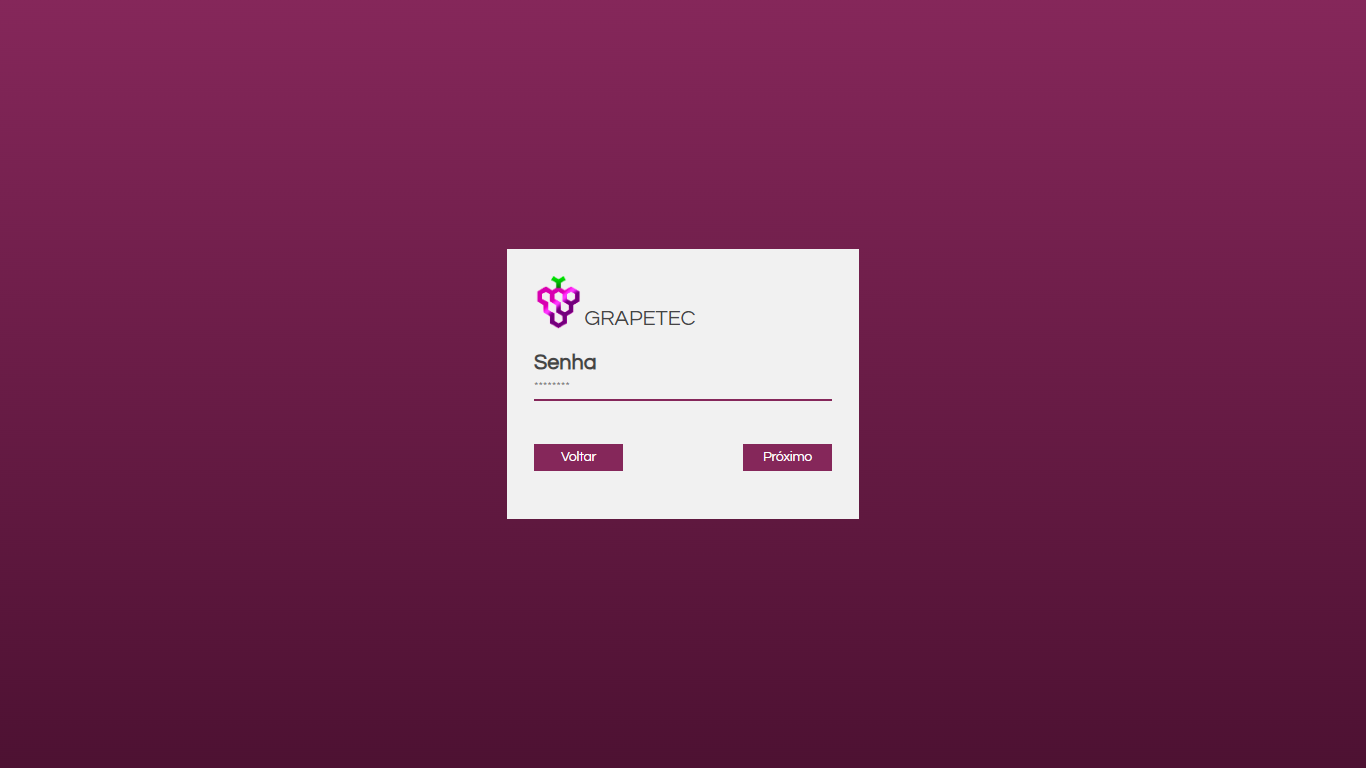 GRAPETEC
Senha
********
Voltar
Próximo